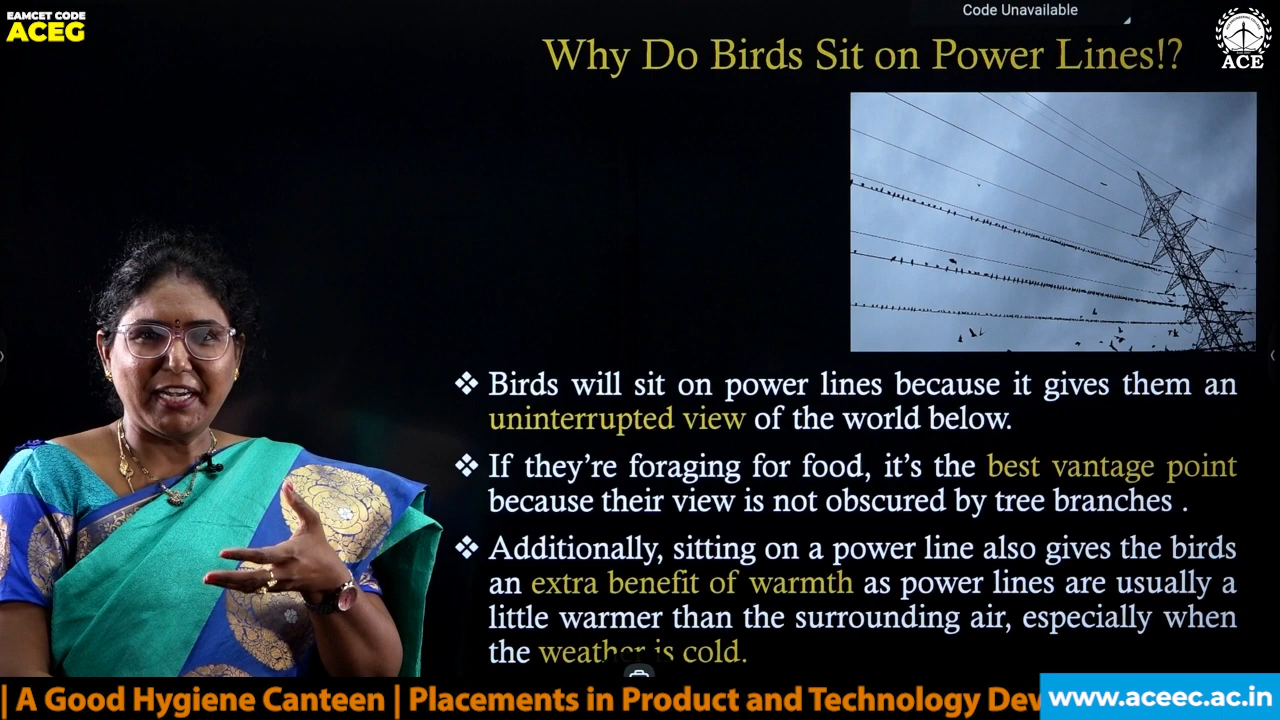 EAMCET CODE
ACEG
Code Unavailable
Why Do Birds Sit on Power Lines!?
ACE
❖ Birds will sit on power lines because it gives them an
uninterrupted view of the world below.
❖ If they're foraging for food, it's the best vantage point
because their view is not obscured by tree branches .
❖ Additionally, sitting on a power line also gives the birds
an extra benefit of warmth as power lines are usually a
little warmer than the surrounding air, especially when
the weather is cold.
| A Good Hygiene Canteen | Placements in Product and Technology Dev
www.aceec.ac.in